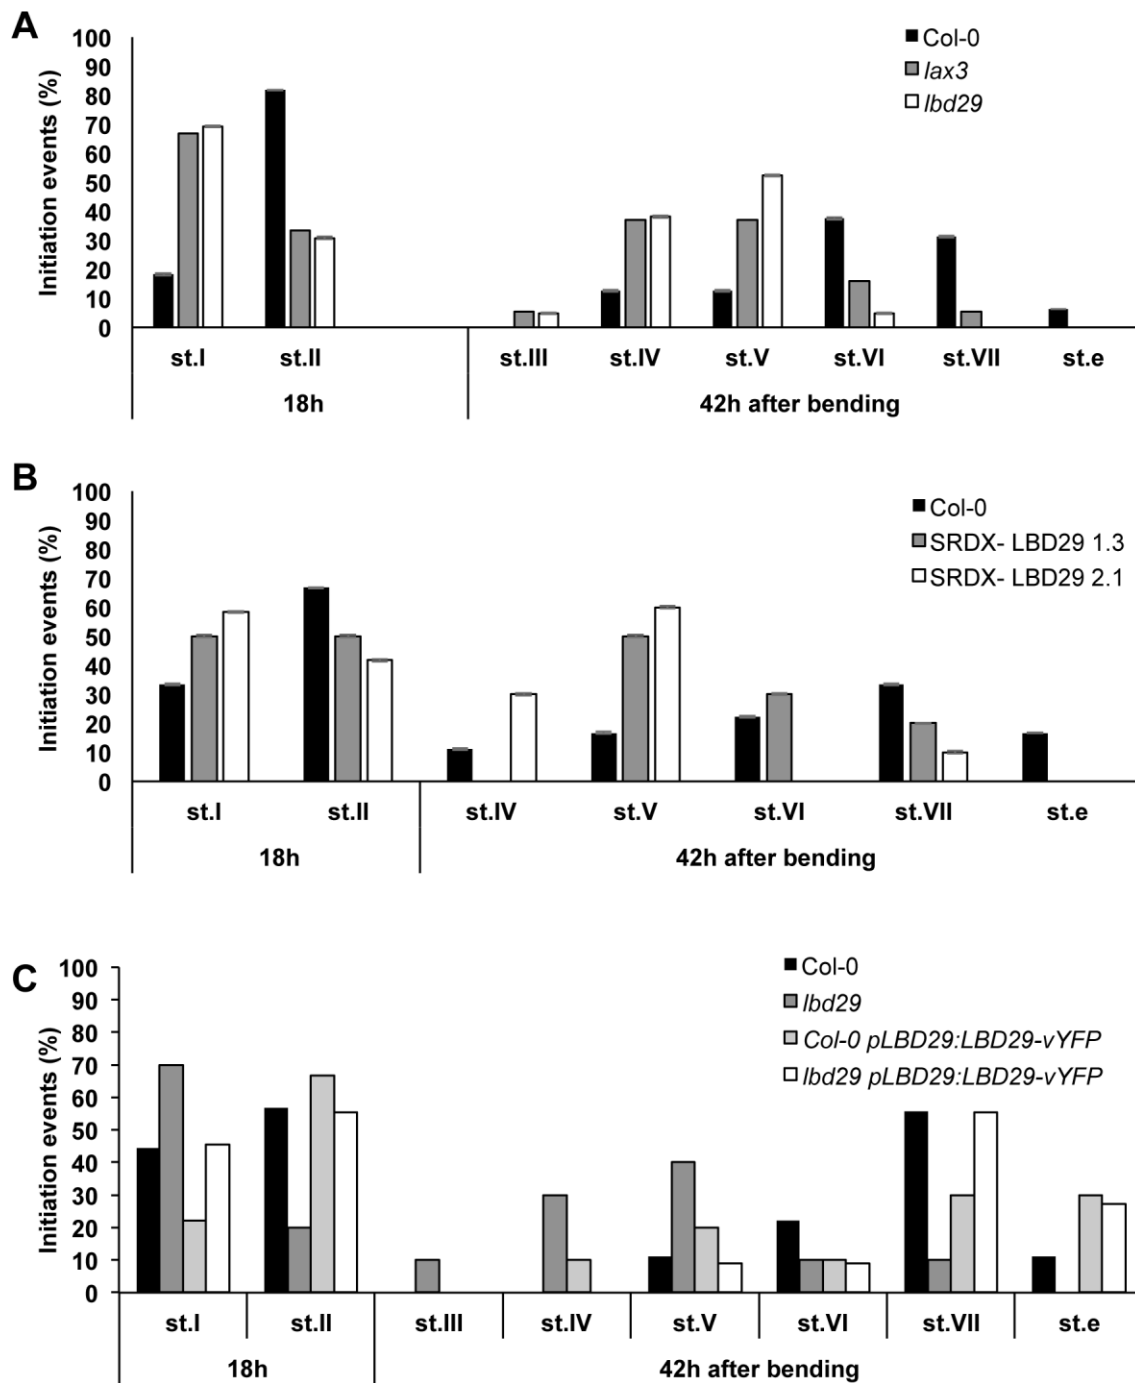 A
Initiation events (%)
100
90
80
70
60
50
40
30
20
10
0
Col-0
lax3
lbd29
st.I st.II st.III st.IV st.V st.VI st.VII st.e
18h 42h after bending
B
Initiation events (%)
100
90
80
70
60
50
40
30
20
10
0
Col-0
SRDX- LBD29 1.3
SRDX- LBD29 2.1
st.I st.II st.IV st.V st.VI st.VII st.e
18h 42h after bending
C
Initiation events (%)
100
90
80
70
60
50
40
30
20
10
0
Col-0
lbd29
Col-0 pLBD29:LBD29-vYFP
lbd29 pLBD29:LBD29-vYFP
st.I st.II st.III st.IV st.V st.VI st.VII st.e
18h 42h after bending